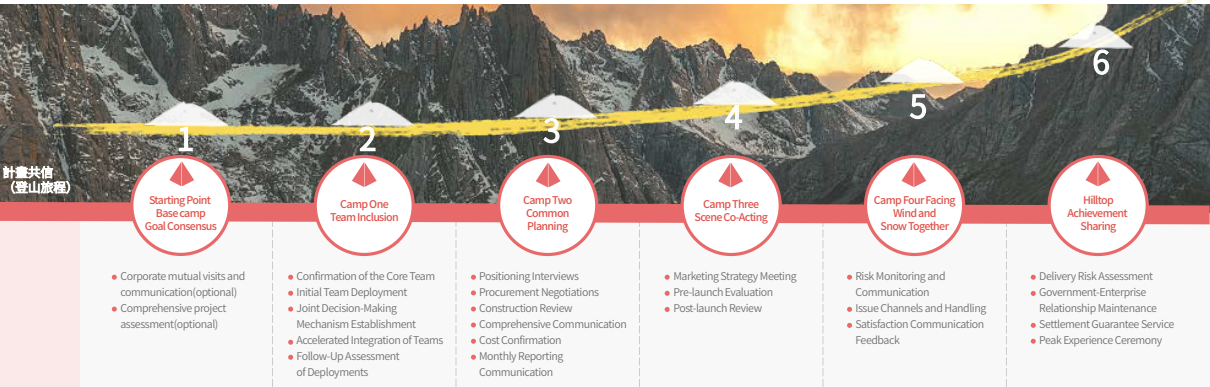 1
2
3
4
5
6
計畫共信
（登山旅程）
Starting Point
Base camp
Goal Consensus
Camp One
Team Inclusion
Camp Two
Common
Planning
Camp Three
Scene Co-Acting
Camp Four Facing
Wind and
Snow Together
Hilltop
Achievement
Sharing
Corporate mutual visits and
communication(optional)
Comprehensive project
assessment(optional)
Confirmation of the Core Team
Initial Team Deployment
Joint Decision-Making
Mechanism Establishment
Accelerated Integration of Teams
Follow-Up Assessment
of Deployments
Positioning Interviews
Procurement Negotiations
Construction Review
Comprehensive Communication
Cost Confirmation
Monthly Reporting
Communication
Marketing Strategy Meeting
Pre-launch Evaluation
Post-launch Review
Risk Monitoring and
Communication
Issue Channels and Handling
Satisfaction Communication
Feedback
Delivery Risk Assessment
Government-Enterprise
Relationship Maintenance
Settlement Guarantee Service
Peak Experience Ceremony